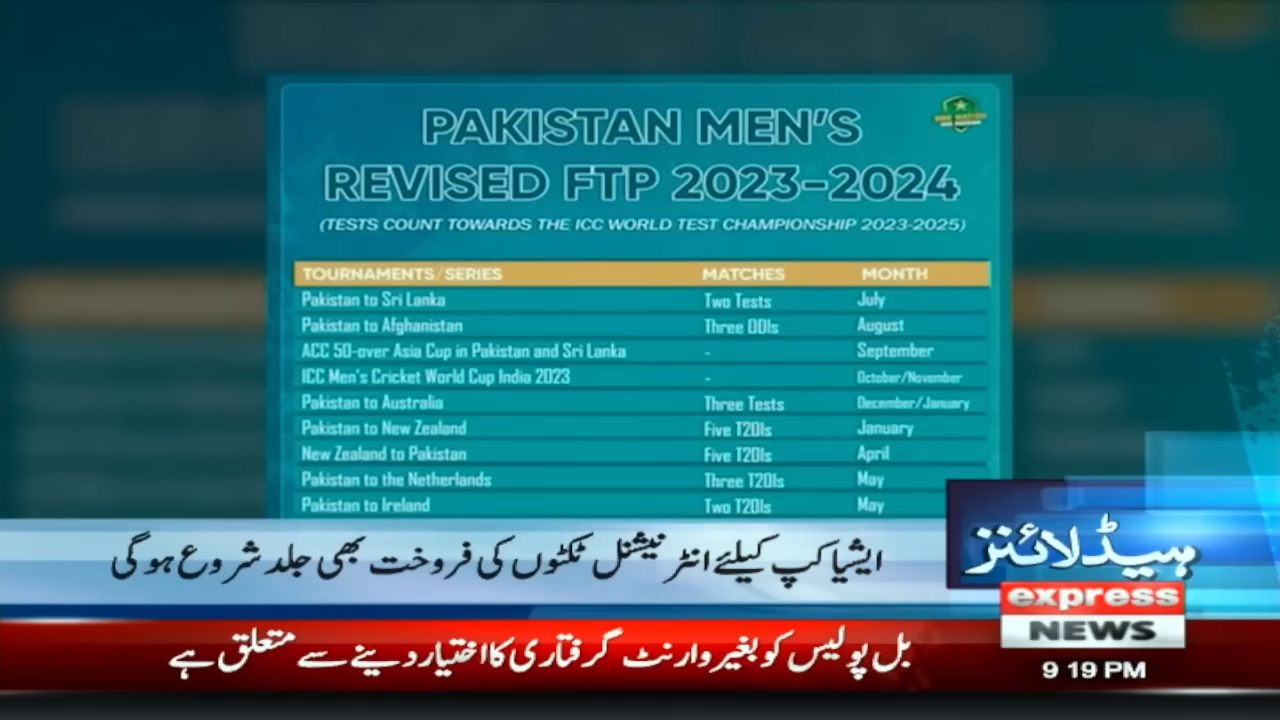 PAKISTAN MEN'S
REVISED FTP 2023-2024
(TESTS COUNT TOWARDS THE ICC WORLD TEST CHAMPIONSHIP 2023-2025)
TOURNAMENTS/SERIES MATCHES MONTH
Pakistan to Sri Lanka Two Tests July
Pakistan to Afghanistan Three ODIs August
ACC 50-over Asia Cup in Pakistan and Sri Lanka - September
ICC Men's Cricket World Cup India 2023 - October/November
Pakistan to Australia Three Tests December/January
Pakistan to New Zealand Five T20Is January
New Zealand to Pakistan Five T20Is April
Pakistan to the Netherlands Three T20Is May
Pakistan to Ireland Two T20Is May
ایشیا کپ کیلئے انٹرنیشنل ٹکٹوں کی فروخت بھی جلد شروع ہوگی
ہیڈلائنز
express
NEWS
بل پولیس کو بغیر وارنٹ گرفتاری کا اختیار دینے سے متعلق ہے
9 19 PM